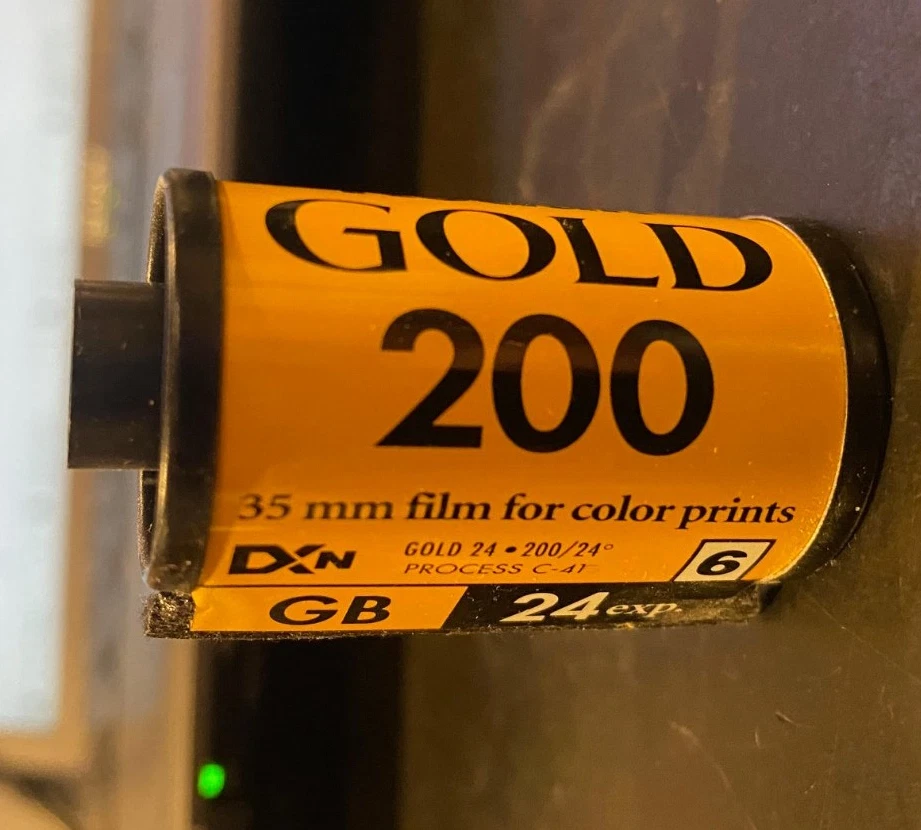 GOLD
200
35 mm film for color prints
DXN GOLD 24 • 200/24° 6
PROCESS C-41
GB 24 exp.